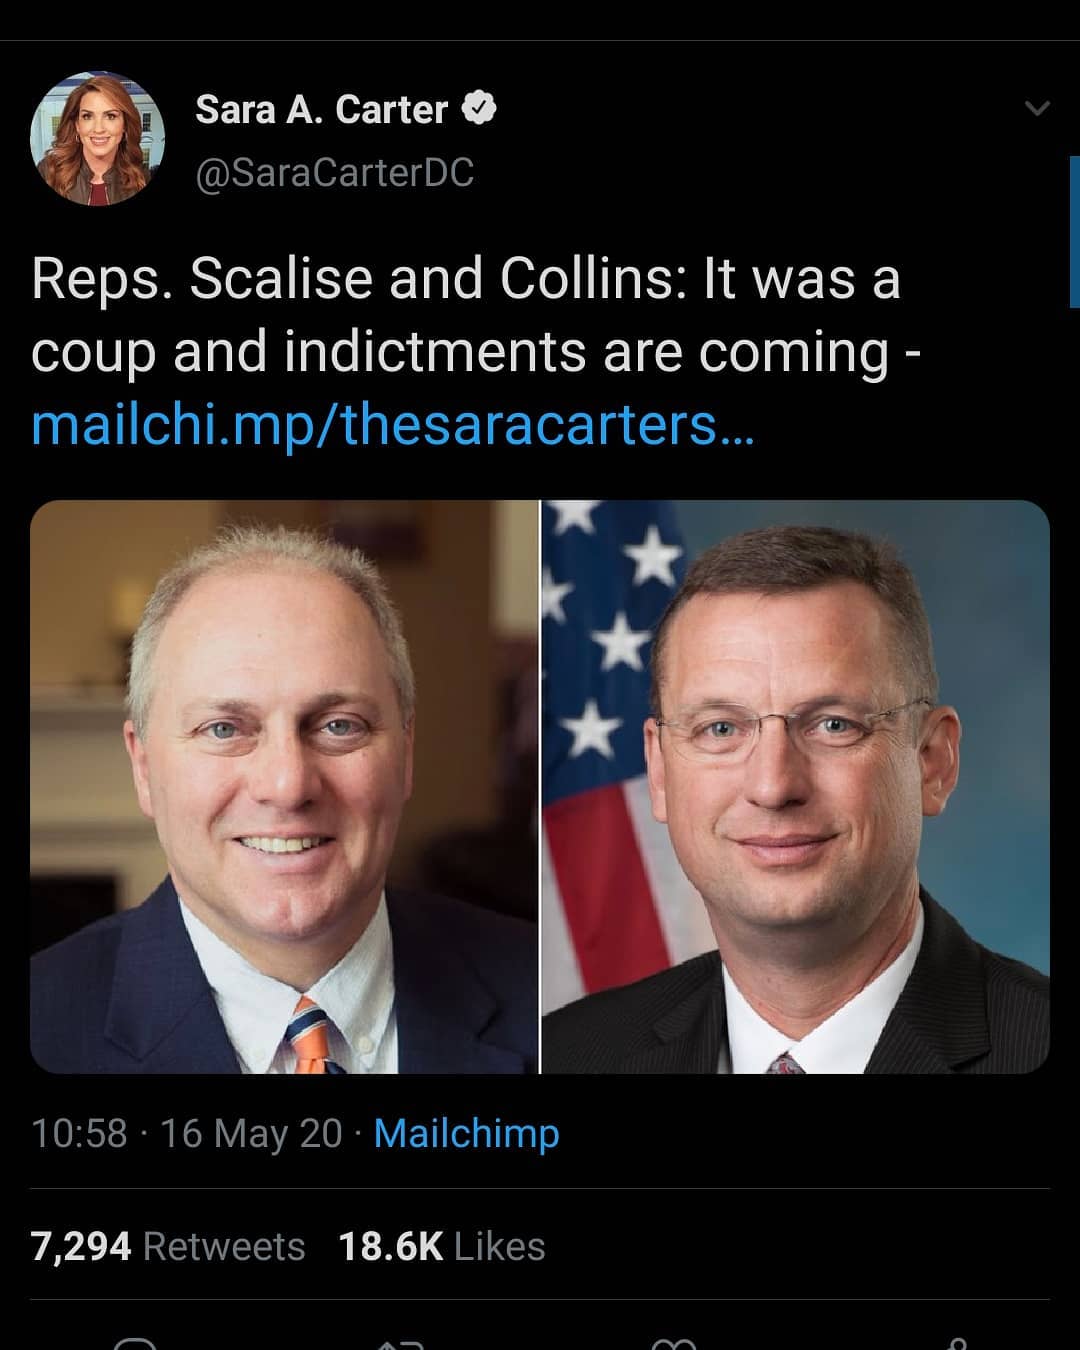 Sara A. Carter
@SaraCarterDC
Reps. Scalise and Collins: It was a
coup and indictments are coming -
mailchi.mp/thesaracarters…
10:58 · 16 May 20 · Mailchimp
7,294 Retweets 18.6K Likes